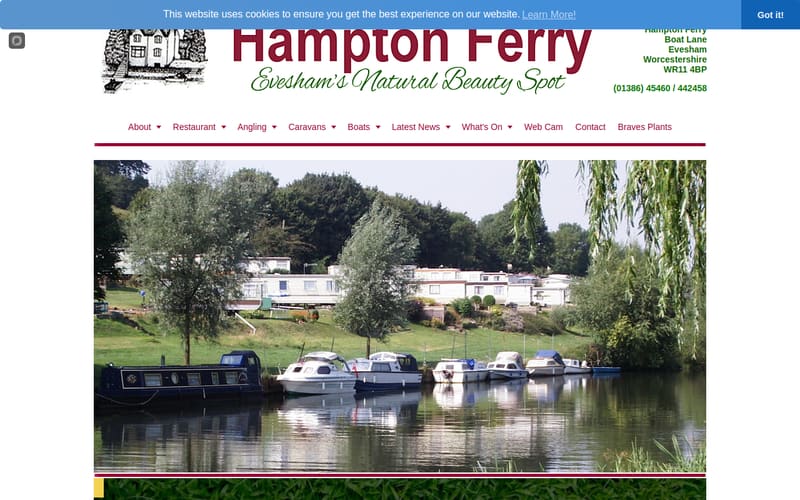 This website uses cookies to ensure you get the best experience on our website. Learn More!
Got it!
Hampton Ferry
Evesham's Natural Beauty Spot
Hampton Ferry
Boat Lane
Evesham
Worcestershire
WR11 4BP
(01386) 45460 / 442458
About Restaurant Angling Caravans Boats Latest News What's On Web Cam Contact Braves Plants